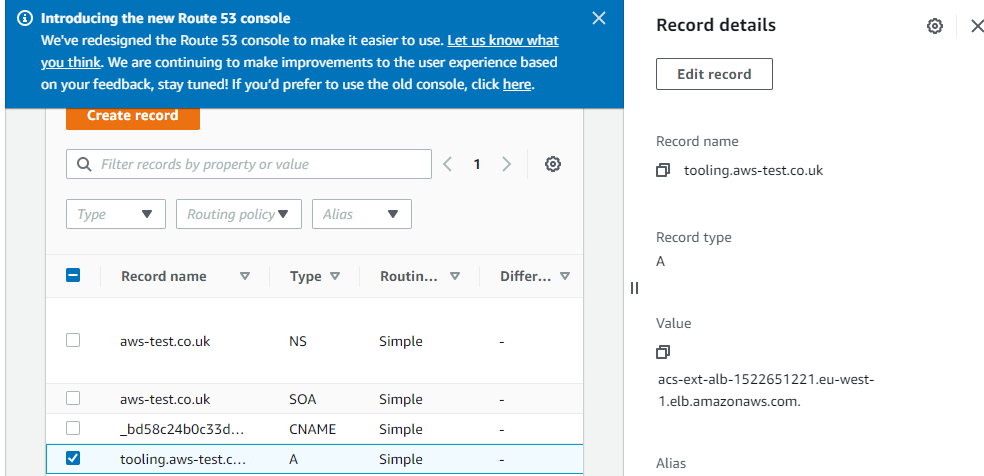 Introducing the new Route 53 console
We've redesigned the Route 53 console to make it easier to use. Let us know what
you think. We are continuing to make improvements to the user experience based
on your feedback, stay tuned! If you'd prefer to use the old console, click here.
Create record
Filter records by property or value
1
Type
Routing policy
Alias
Record name
Type
Routin...
Differ...
aws-test.co.uk
NS
Simple
-
aws-test.co.uk
SOA
Simple
-
_bd58c24b0c33d...
CNAME
Simple
-
tooling.aws-test.c...
A
Simple
-
Record details
Edit record
Record name
tooling.aws-test.co.uk
Record type
A
Value
acs-ext-alb-1522651221.eu-west-
1.elb.amazonaws.com.
Alias